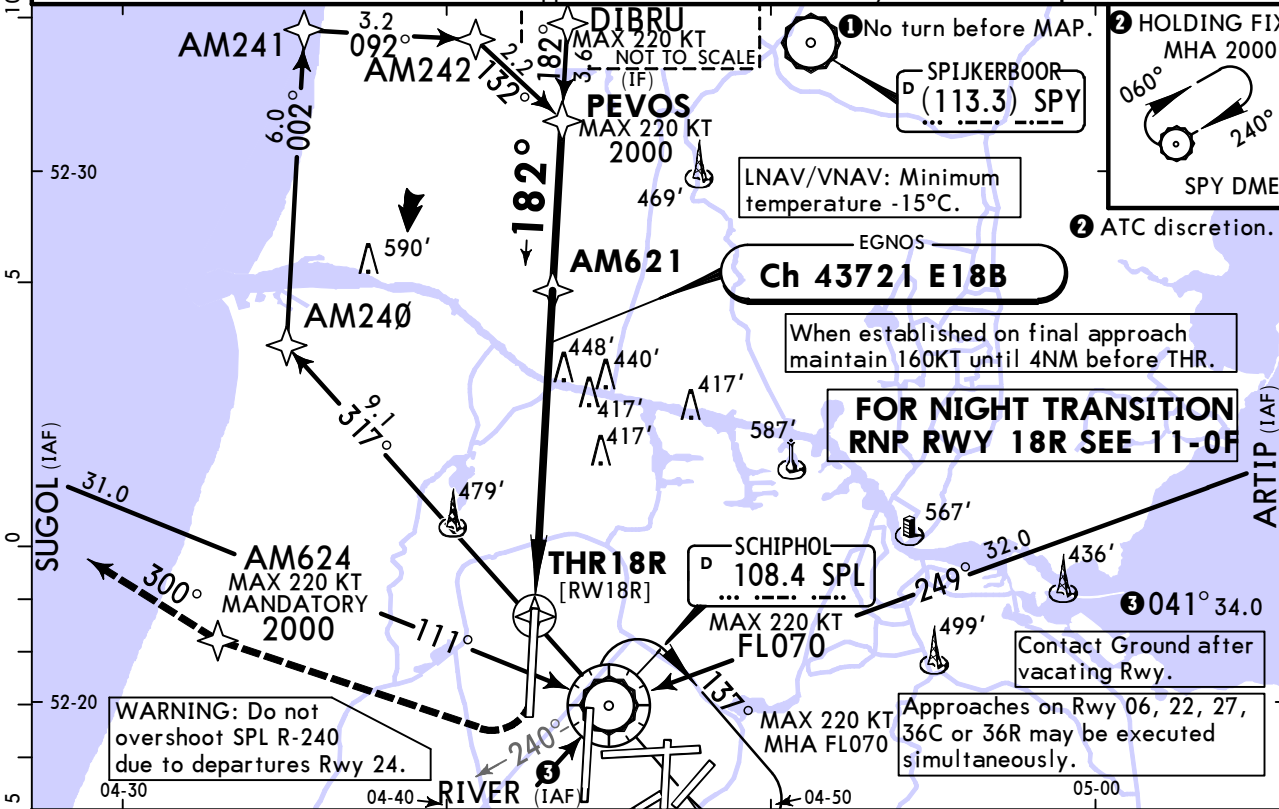 10
DIBRU
MAX 220 KT
NOT TO SCALE
3.2
092°
AM241
AM242
2.2
132°
182°
3.6
(IF)
PEVOS
MAX 220 KT
2000
❶No turn before MAP.
SPIJKERBOOR
D (113.3) SPY
❷ HOLDING FIX
MHA 2000
060°
240°
SPY DME
❷ ATC discretion.
6.0
002°
52-30
182°
469'
LNAV/VNAV: Minimum
temperature -15°C.
590'
EGNOS
Ch 43721 E18B
5
AM621
AM240
When established on final approach
maintain 160KT until 4NM before THR.
448'
440'
417'
417'
417'
9.1
317°
587'
FOR NIGHT TRANSITION
RNP RWY 18R SEE 11-0F
SUGOL (IAF)
ARTIP (IAF)
31.0
479'
567'
32.0
436'
0
AM624
MAX 220 KT
MANDATORY
2000
300°
THR18R
[RW18R]
SCHIPHOL
D 108.4 SPL
249°
❸041° 34.0
111°
MAX 220 KT
FL070
499'
Contact Ground after
vacating Rwy.
137°
52-20
WARNING: Do not
overshoot SPL R-240
due to departures Rwy 24.
MAX 220 KT
MHA FL070
Approaches on Rwy 06, 22, 27,
36C or 36R may be executed
simultaneously.
240°
❸
RIVER (IAF)
5
04-30
04-40
04-50
05-00